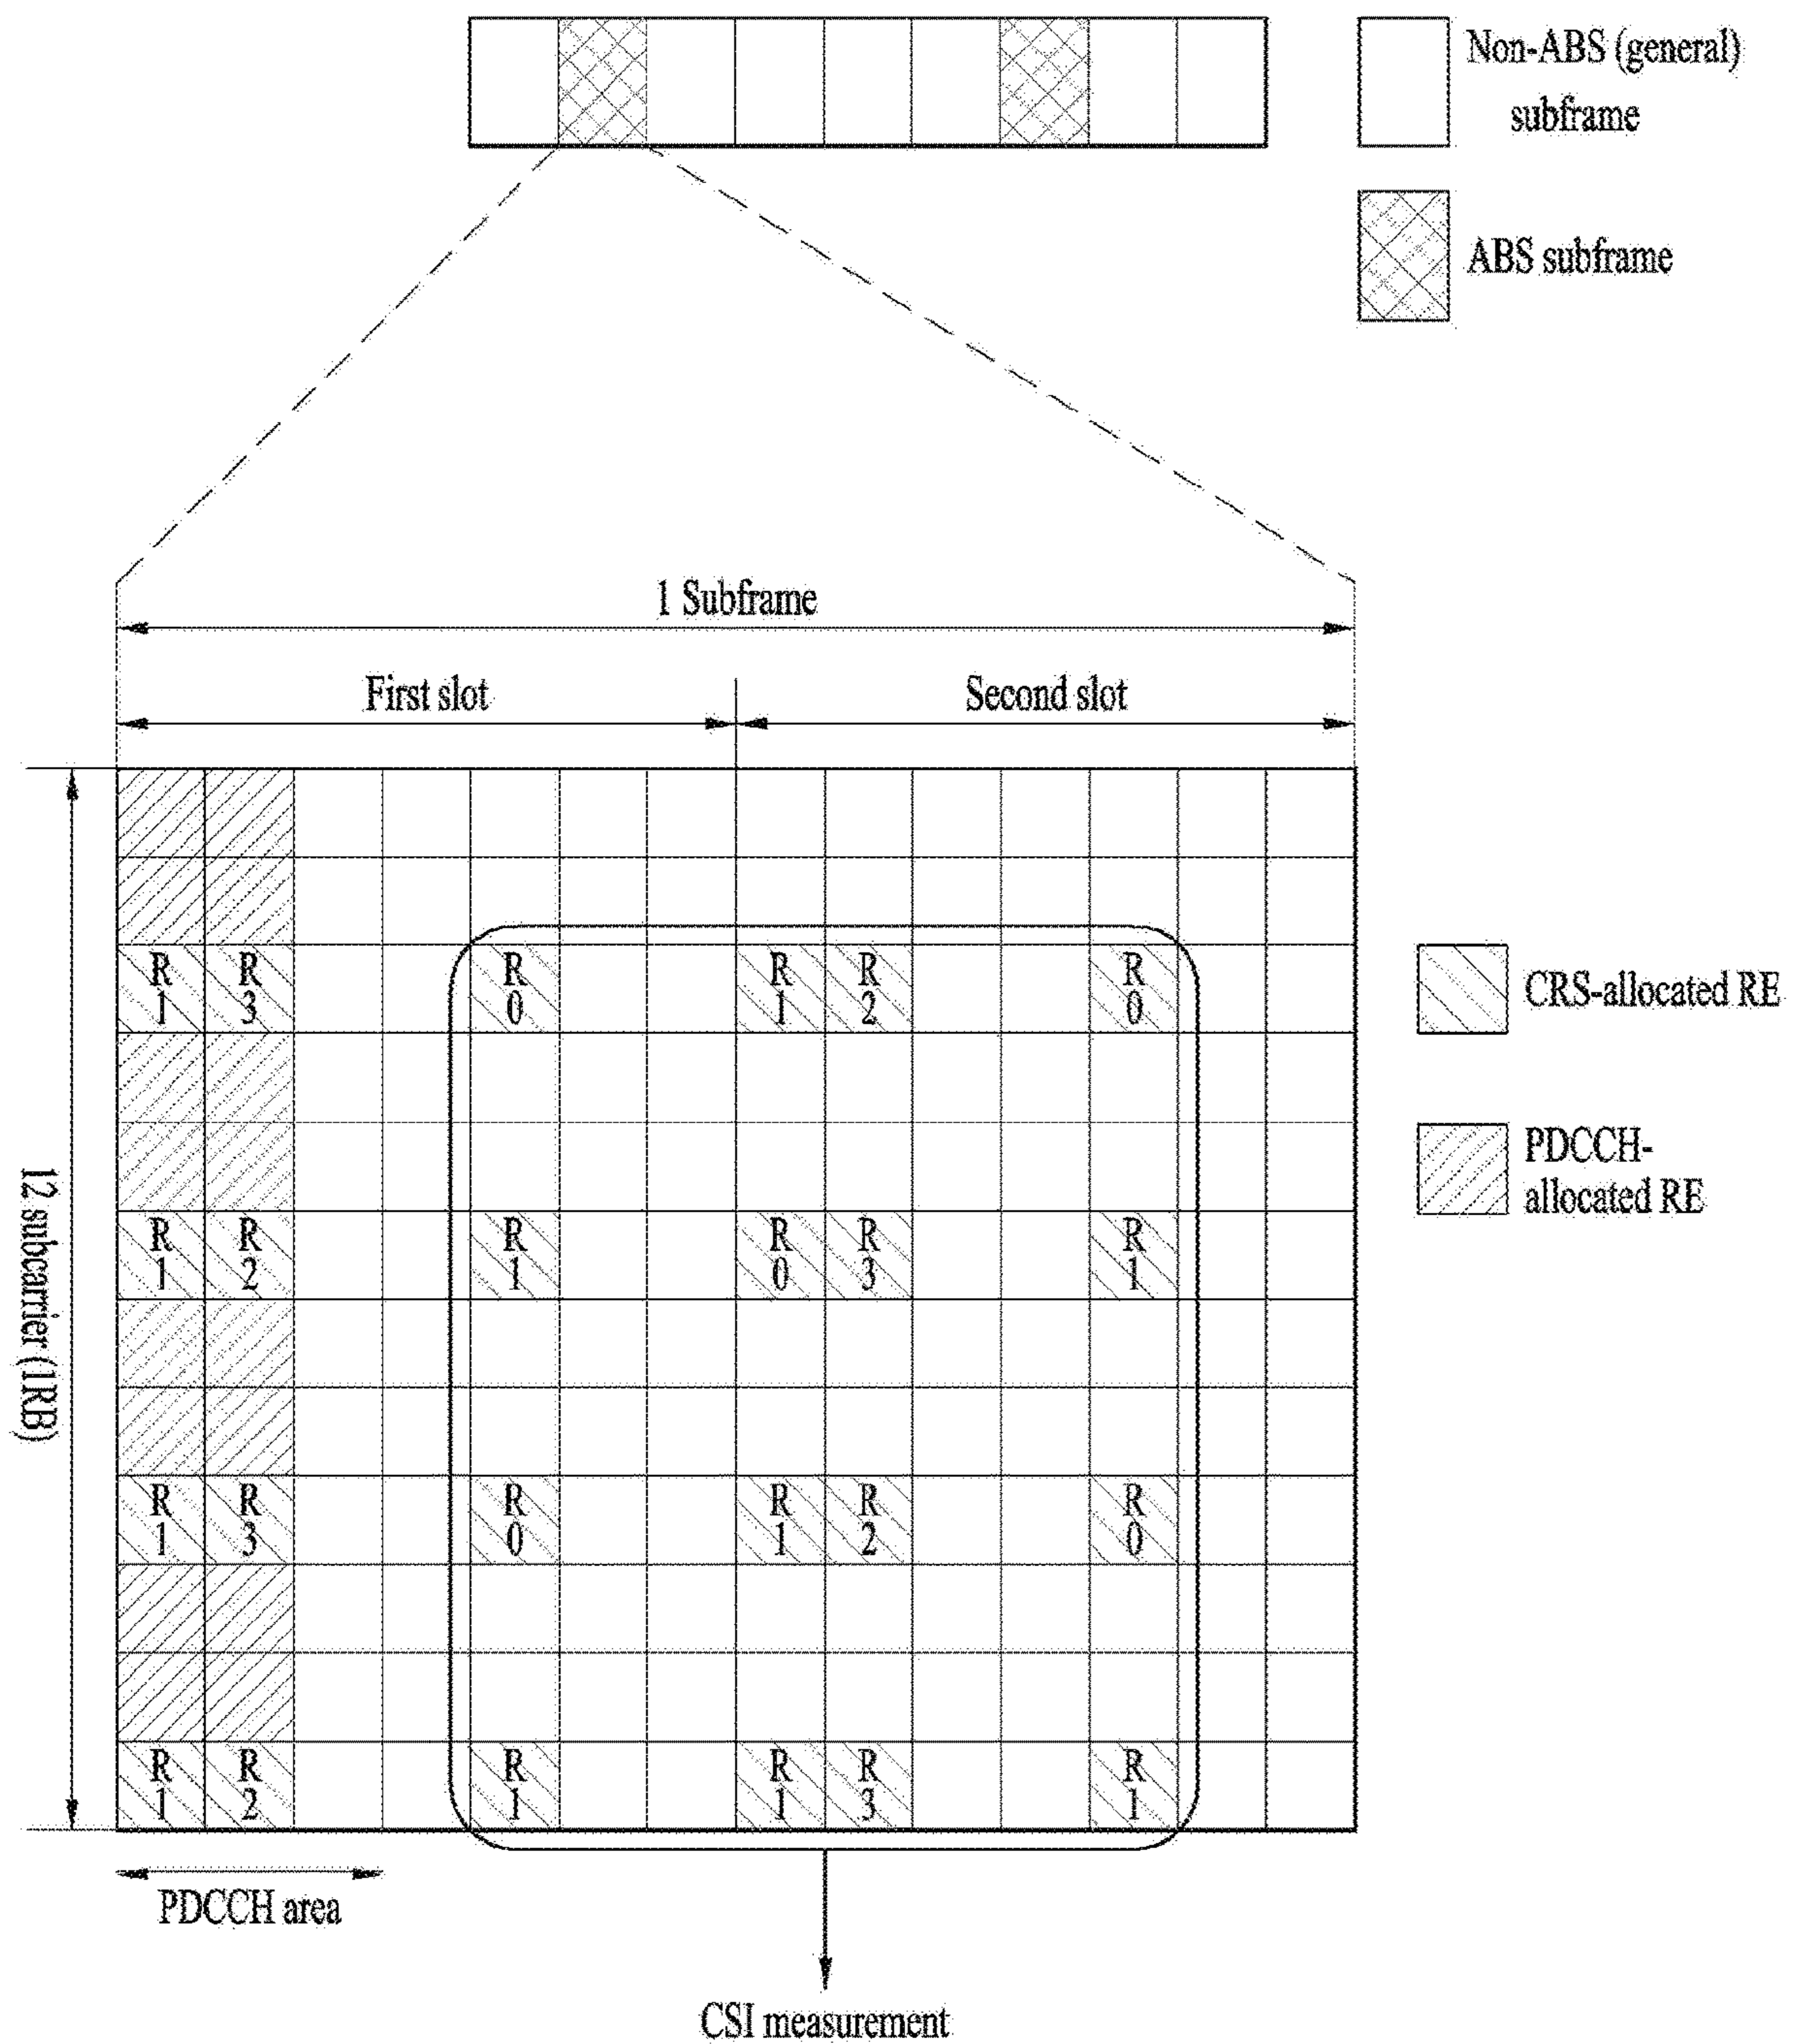 Non-ABS (general)
subframe
ABS subframe
1 Subframe
First slot
Second slot
12 subcarrier (1RB)
R R R R R R
1 3 0 1 2 0
CRS-allocated RE
PDCCH-
allocated RE
R R R R R R
1 2 1 0 3 1
R R R R R R
1 3 0 1 2 0
R R R R R R
1 2 1 1 3 1
PDCCH area
CSI measurement